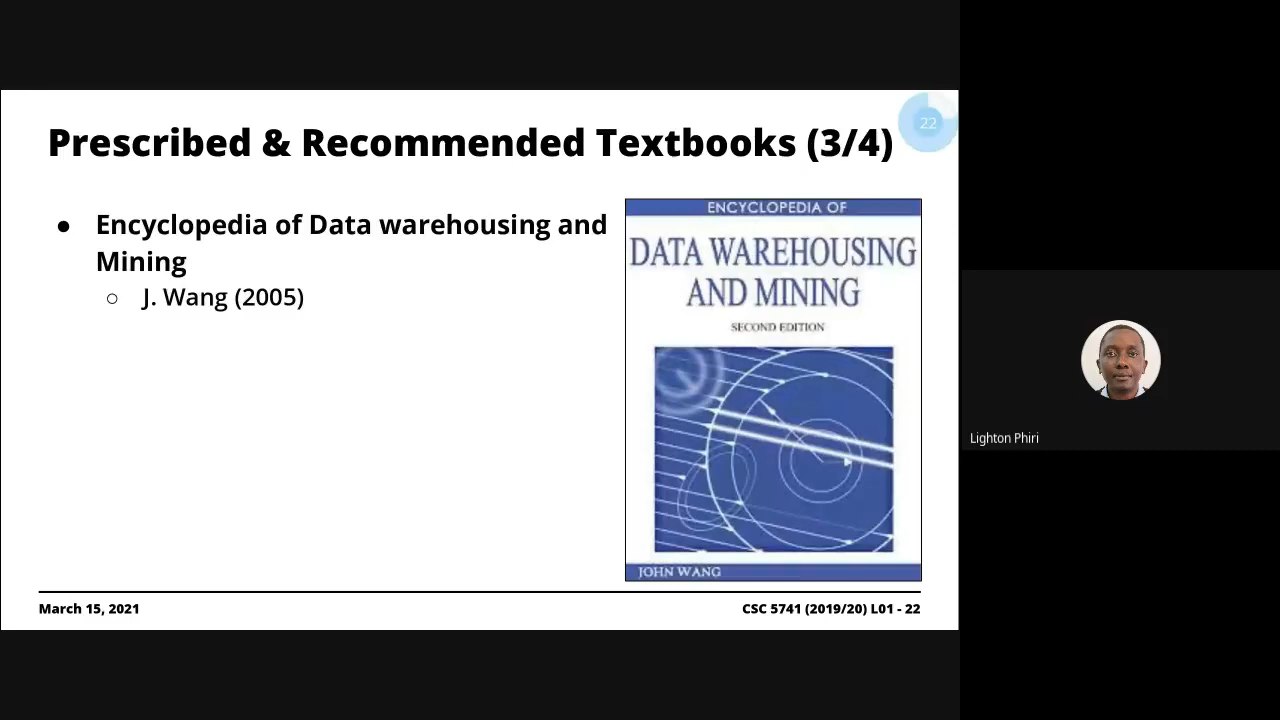 22
Prescribed & Recommended Textbooks (3/4)
● Encyclopedia of Data warehousing and
Mining
○ J. Wang (2005)
ENCYCLOPEDIA OF
DATA WAREHOUSING
AND MINING
SECOND EDITION
JOHN WANG
March 15, 2021
CSC 5741 (2019/20) L01 - 22
Lighton Phiri